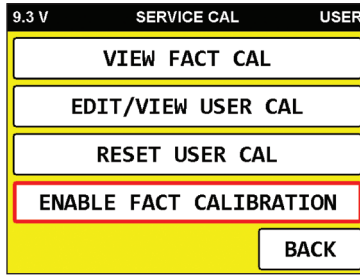 9.3 V SERVICE CAL USER
VIEW FACT CAL
EDIT/VIEW USER CAL
RESET USER CAL
ENABLE FACT CALIBRATION
BACK